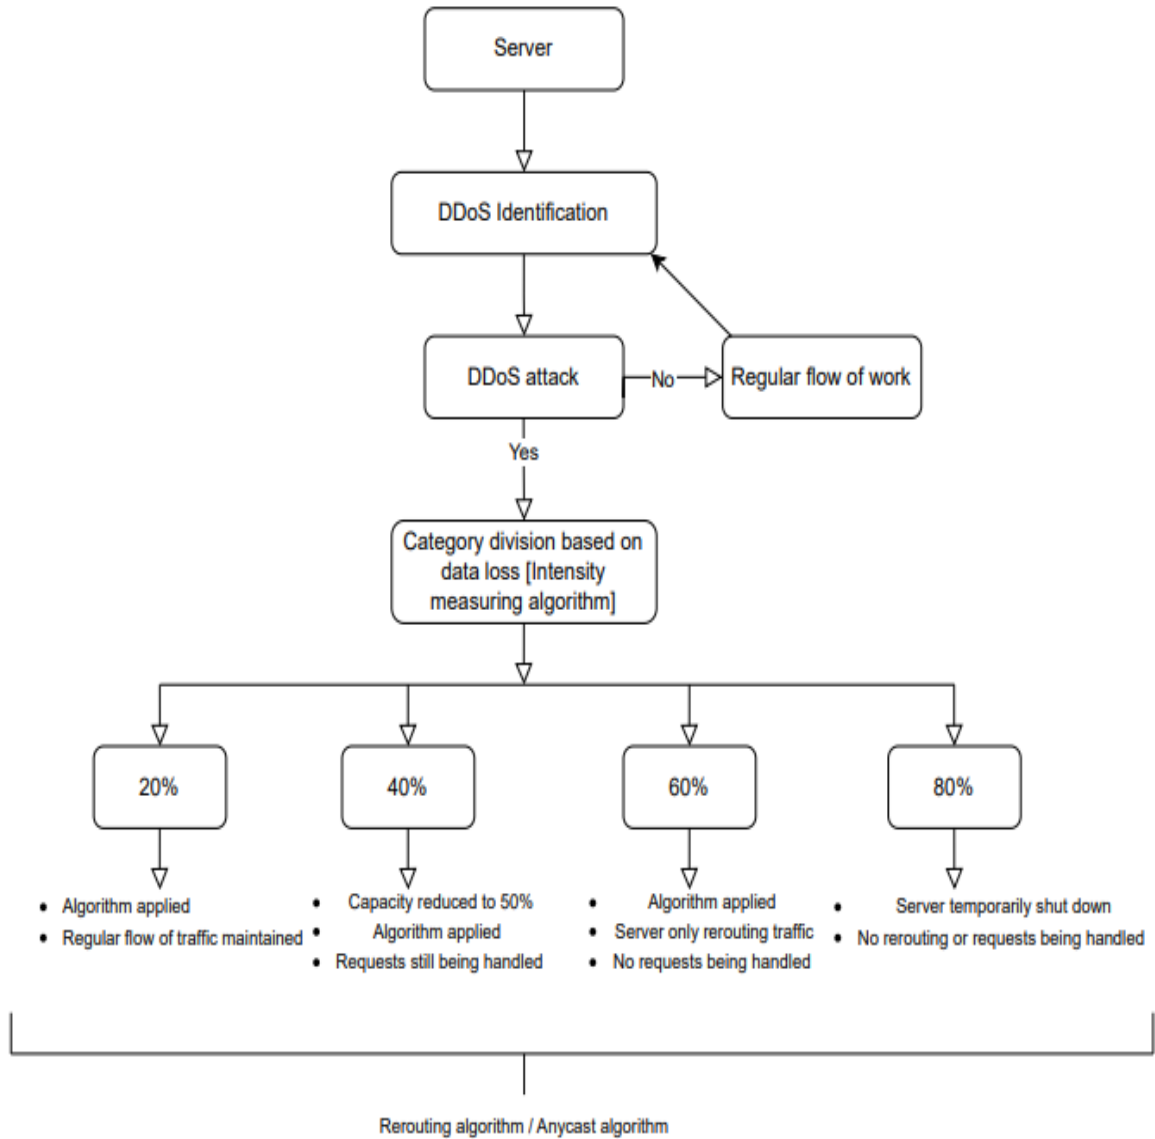 Server
DDoS Identification
DDoS attack
No
Regular flow of work
Yes
Category division based on
data loss [Intensity
measuring algorithm]
20%
40%
60%
80%
• Algorithm applied
• Regular flow of traffic maintained
• Capacity reduced to 50%
• Algorithm applied
• Requests still being handled
• Algorithm applied
• Server only rerouting traffic
• No requests being handled
• Server temporarily shut down
• No rerouting or requests being handled
Rerouting algorithm / Anycast algorithm